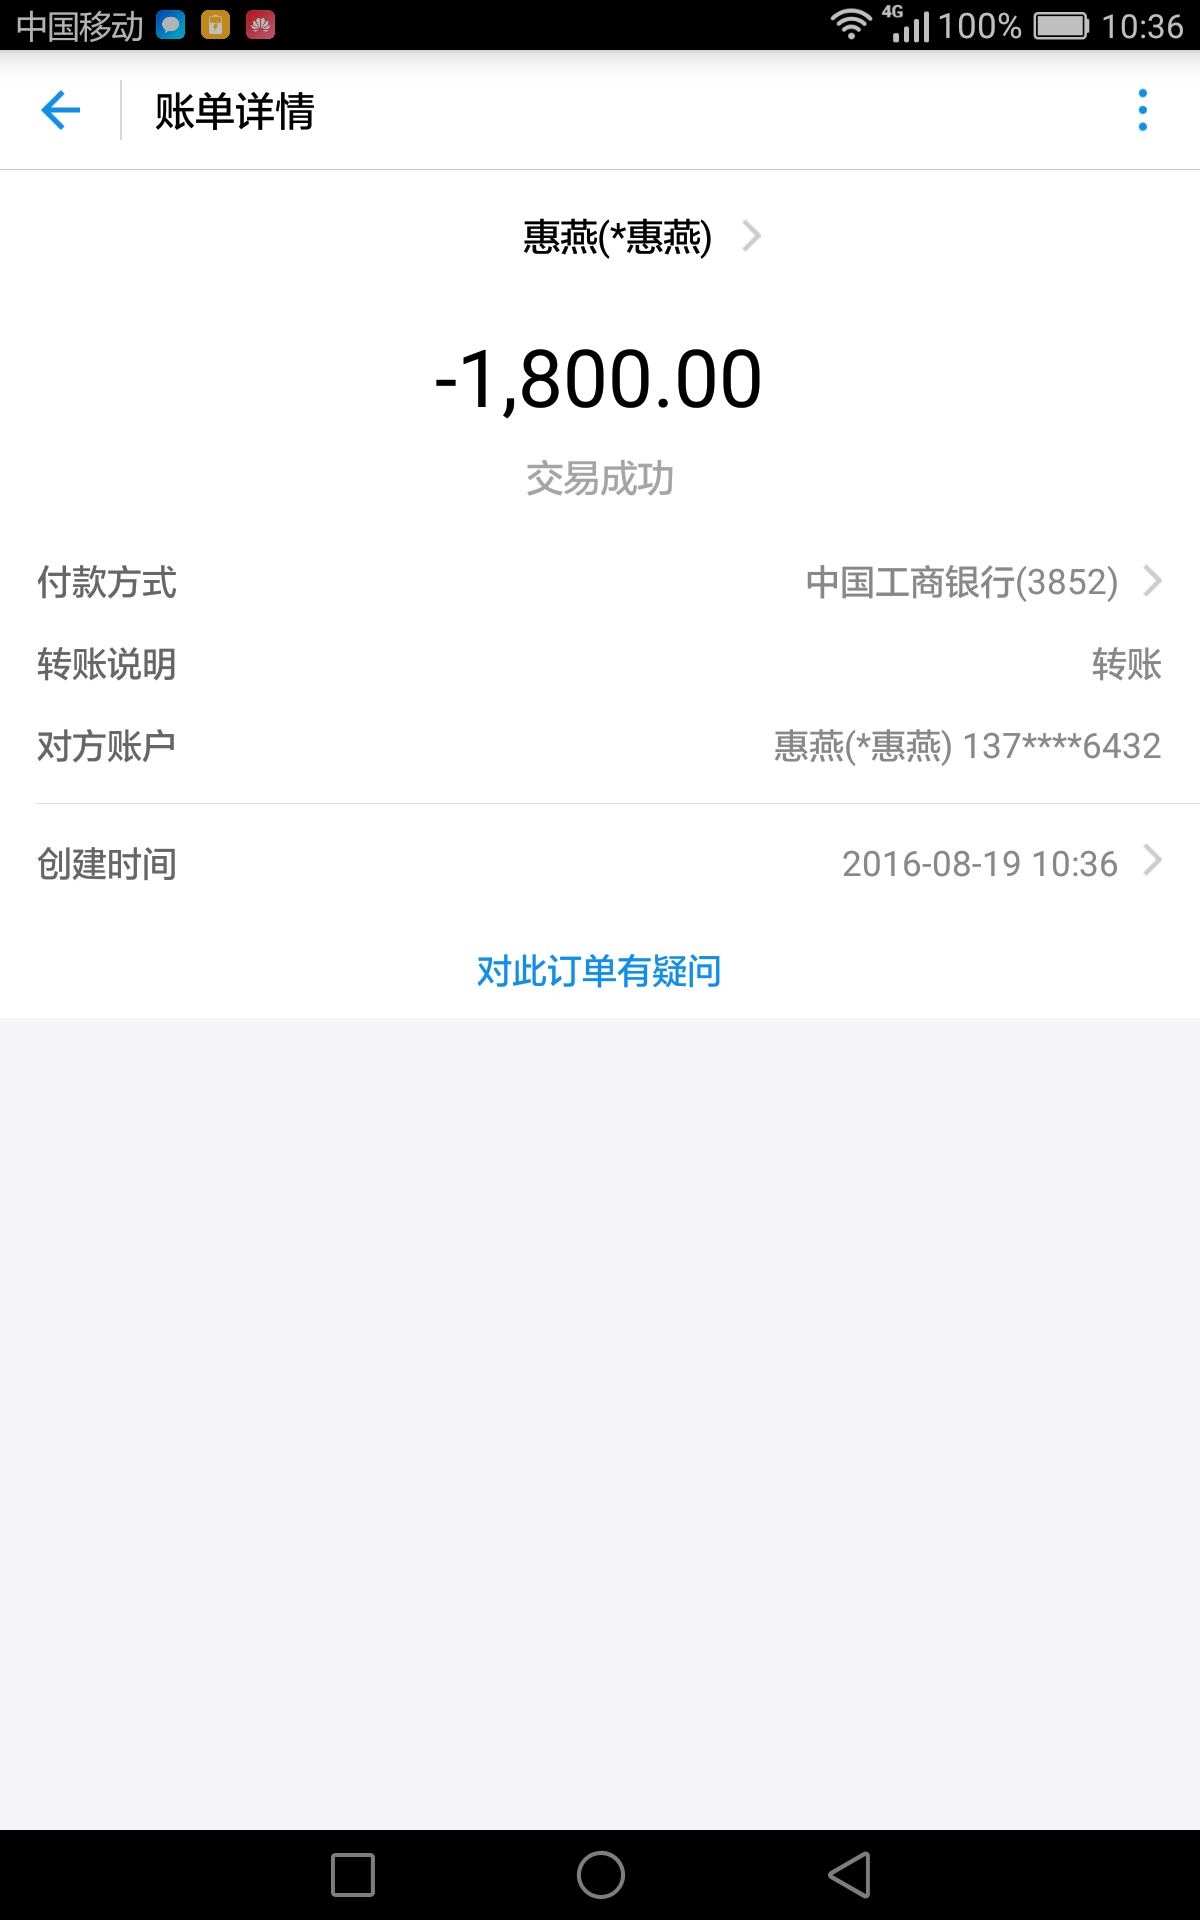 中国移动 4G 100% 10:36
账单详情
惠燕(*惠燕)
-1,800.00
交易成功
付款方式 中国工商银行(3852)
转账说明 转账
对方账户 惠燕(*惠燕) 137****6432
创建时间 2016-08-19 10:36
对此订单有疑问